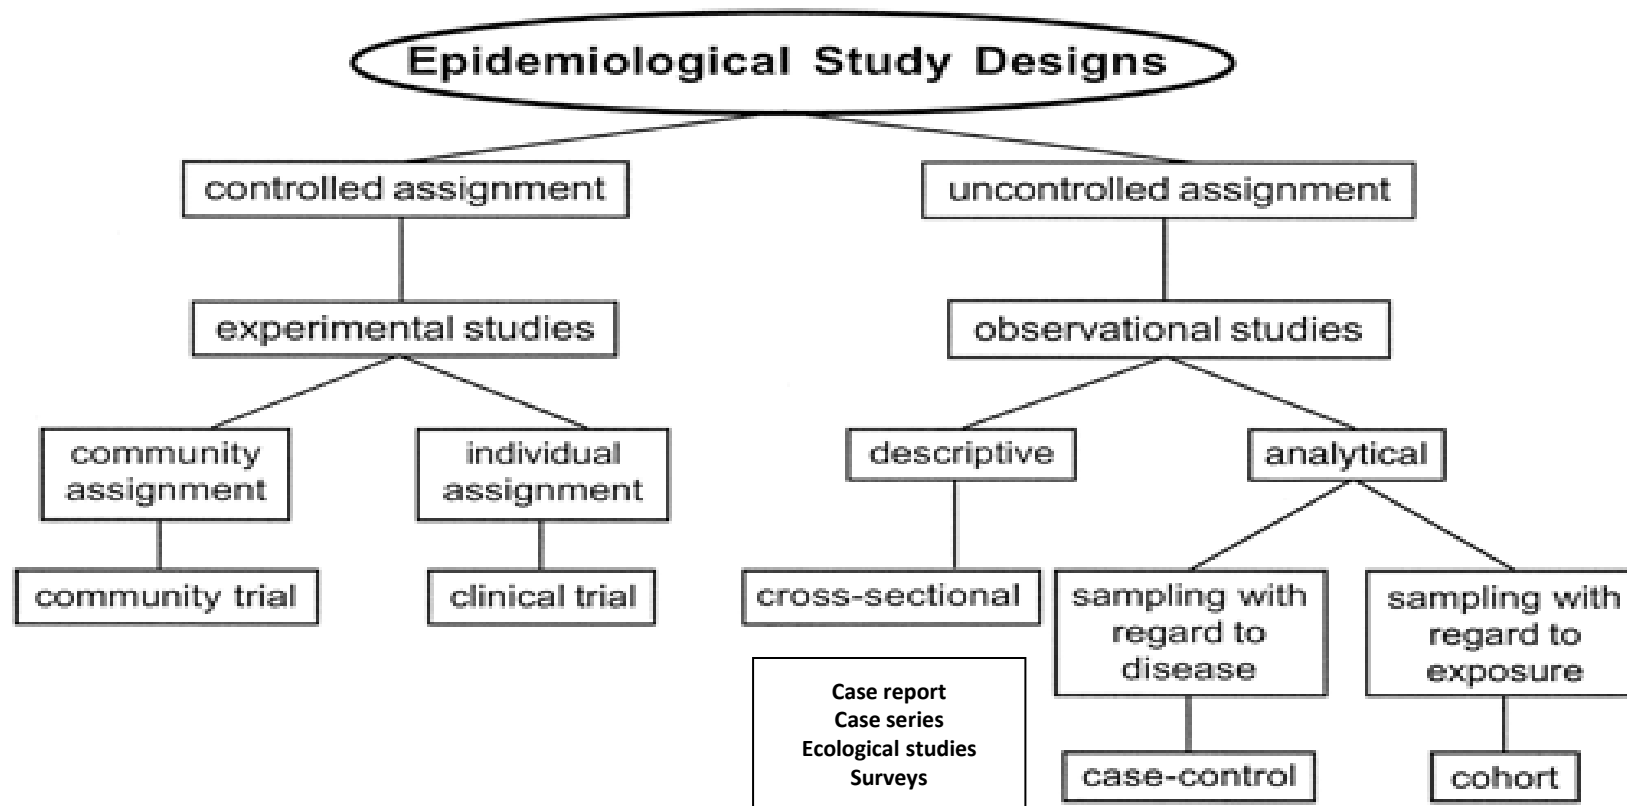 Epidemiological Study Designs
controlled assignment
uncontrolled assignment
experimental studies
observational studies
community
assignment
individual
assignment
descriptive
analytical
community trial
clinical trial
cross-sectional
sampling with
regard to
disease
sampling with
regard to
exposure
Case report
Case series
Ecological studies
Surveys
case-control
cohort